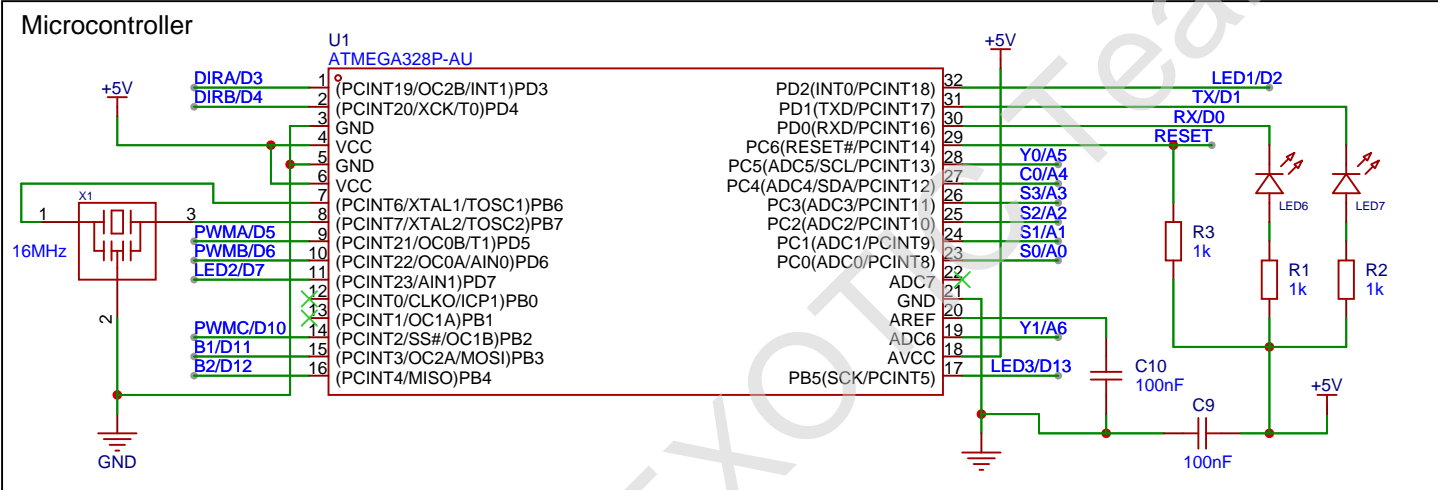 Microcontroller
U1
ATMEGA328P-AU
+5V
+5V
DIRA/D3
DIRB/D4
1
2
3
4
5
6
7
8
9
10
11
12
13
14
15
16
(PCINT19/OC2B/INT1)PD3
(PCINT20/XCK/T0)PD4
GND
VCC
GND
VCC
(PCINT6/XTAL1/TOSC1)PB6
(PCINT7/XTAL2/TOSC2)PB7
(PCINT21/OC0B/T1)PD5
(PCINT22/OC0A/AIN0)PD6
(PCINT23/AIN1)PD7
(PCINT0/CLKO/ICP1)PB0
(PCINT1/OC1A)PB1
(PCINT2/SS#/OC1B)PB2
(PCINT3/OC2A/MOSI)PB3
(PCINT4/MISO)PB4
X1
1
3
2
16MHz
PWMA/D5
PWMB/D6
LED2/D7
PWMC/D10
B1/D11
B2/D12
GND
PD2(INT0/PCINT18)
PD1(TXD/PCINT17)
PD0(RXD/PCINT16)
PC6(RESET#/PCINT14)
PC5(ADC5/SCL/PCINT13)
PC4(ADC4/SDA/PCINT12)
PC3(ADC3/PCINT11)
PC2(ADC2/PCINT10)
PC1(ADC1/PCINT9)
PC0(ADC0/PCINT8)
ADC7
GND
AREF
ADC6
AVCC
PB5(SCK/PCINT5)
32
31
30
29
28
27
26
25
24
23
22
21
20
19
18
17
LED1/D2
TX/D1
RX/D0
RESET
Y0/A5
C0/A4
S3/A3
S2/A2
S1/A1
S0/A0
Y1/A6
LED3/D13
LED6
LED7
R3
1k
R1
1k
R2
1k
C10
100nF
C9
100nF
+5V
EXOTIC Tea